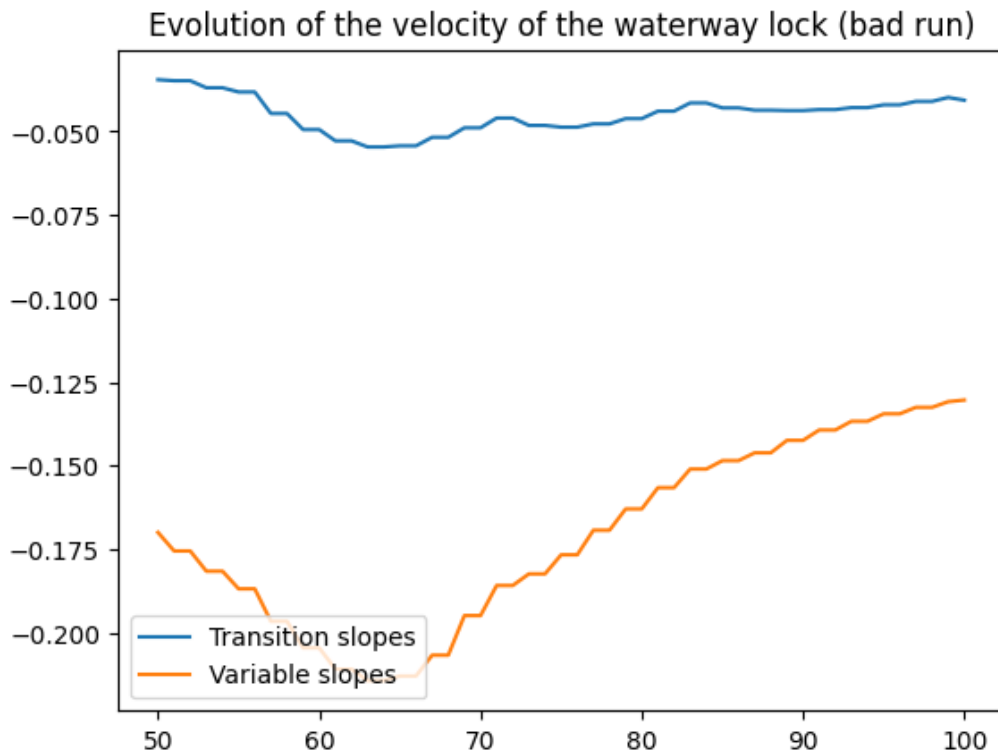 Evolution of the velocity of the waterway lock (bad run)
−0.050
−0.075
−0.100
−0.125
−0.150
−0.175
−0.200
Transition slopes
Variable slopes
50 60 70 80 90 100